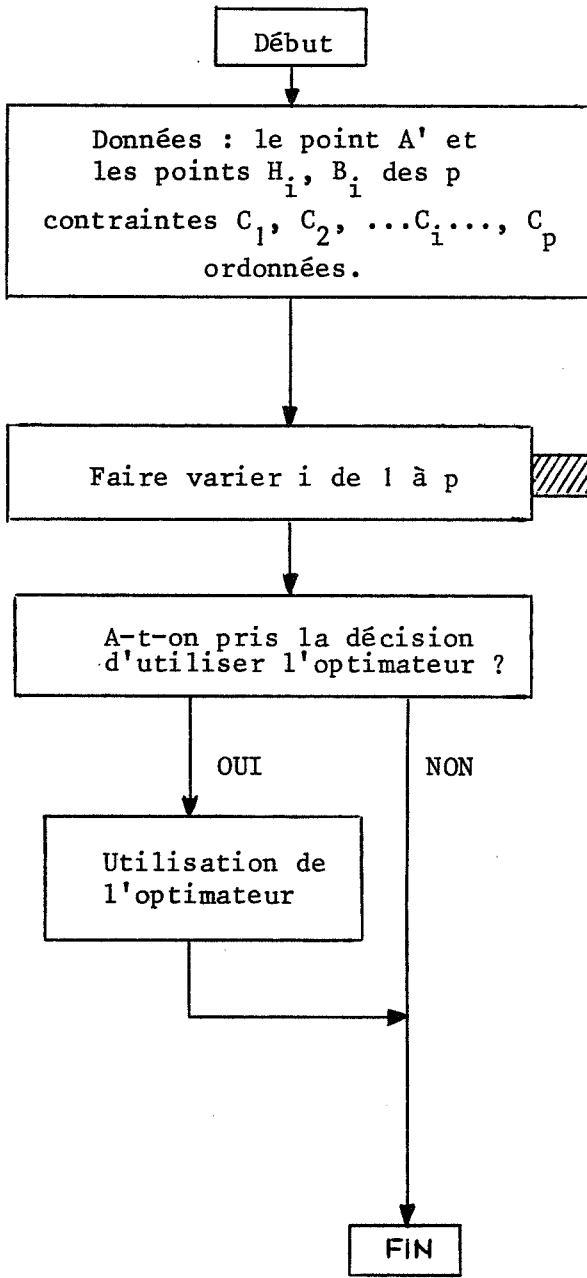 Début
Données : le point A' et
les points H_i, B_i des p
contraintes C_1, C_2, ...C_i..., C_p
ordonnées.
Faire varier i de 1 à p
A-t-on pris la décision
d'utiliser l'optimateur ?
OUI
NON
Utilisation de
l'optimateur
FIN